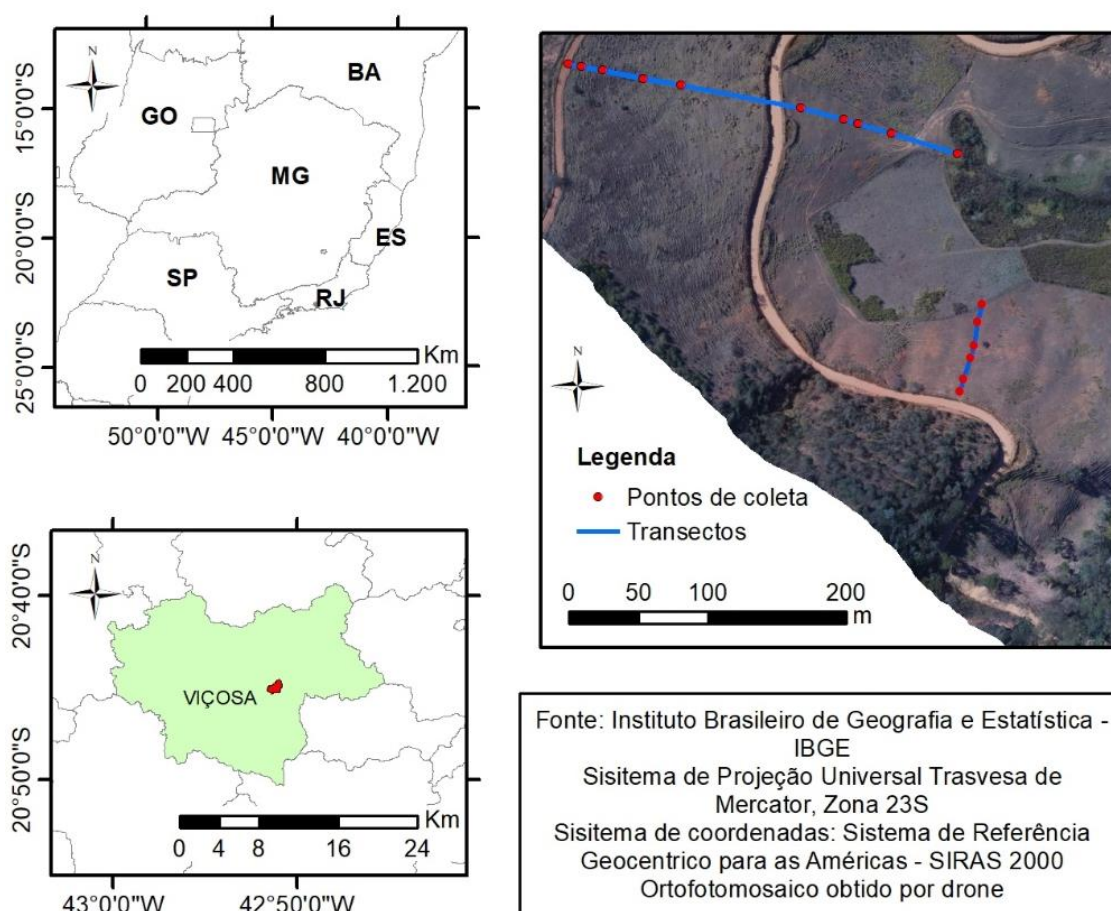 N
BA
GO
MG
ES
SP
RJ
15°0'0"S
20°0'0"S
25°0'0"S
Km
0 200 400 800 1.200
50°0'0"W 45°0'0"W 40°0'0"W
N
Legenda
Pontos de coleta
Transectos
0 50 100 200
m
N
20°40'0"S
VIÇOSA
20°50'0"S
Km
0 4 8 16 24
43°0'0"W 42°50'0"W
Fonte: Instituto Brasileiro de Geografia e Estatística -
IBGE
Sisitema de Projeção Universal Trasvesa de
Mercator, Zona 23S
Sisitema de coordenadas: Sistema de Referência
Geocentrico para as Américas - SIRAS 2000
Ortofotomosaico obtido por drone